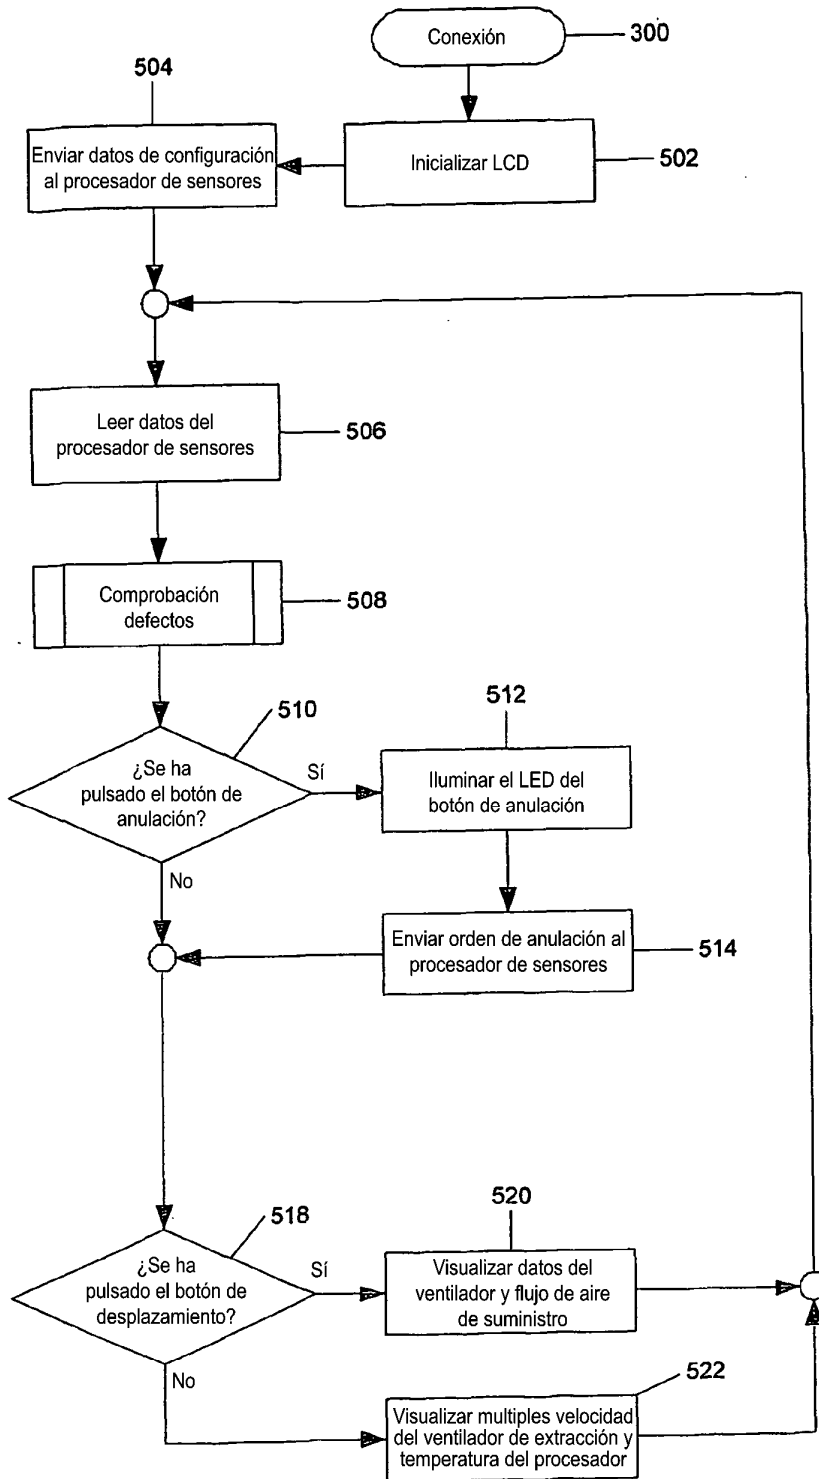 Conexión
300
504
Enviar datos de configuración
al procesador de sensores
Inicializar LCD
502
Leer datos del
procesador de sensores
506
Comprobación
defectos
508
510
¿Se ha
pulsado el botón de
anulación?
Sí
No
512
Iluminar el LED del
botón de anulación
Enviar orden de anulación al
procesador de sensores
514
518
¿Se ha
pulsado el botón de
desplazamiento?
Sí
No
520
Visualizar datos del
ventilador y flujo de aire
de suministro
522
Visualizar multiples velocidad
del ventilador de extracción y
temperatura del procesador